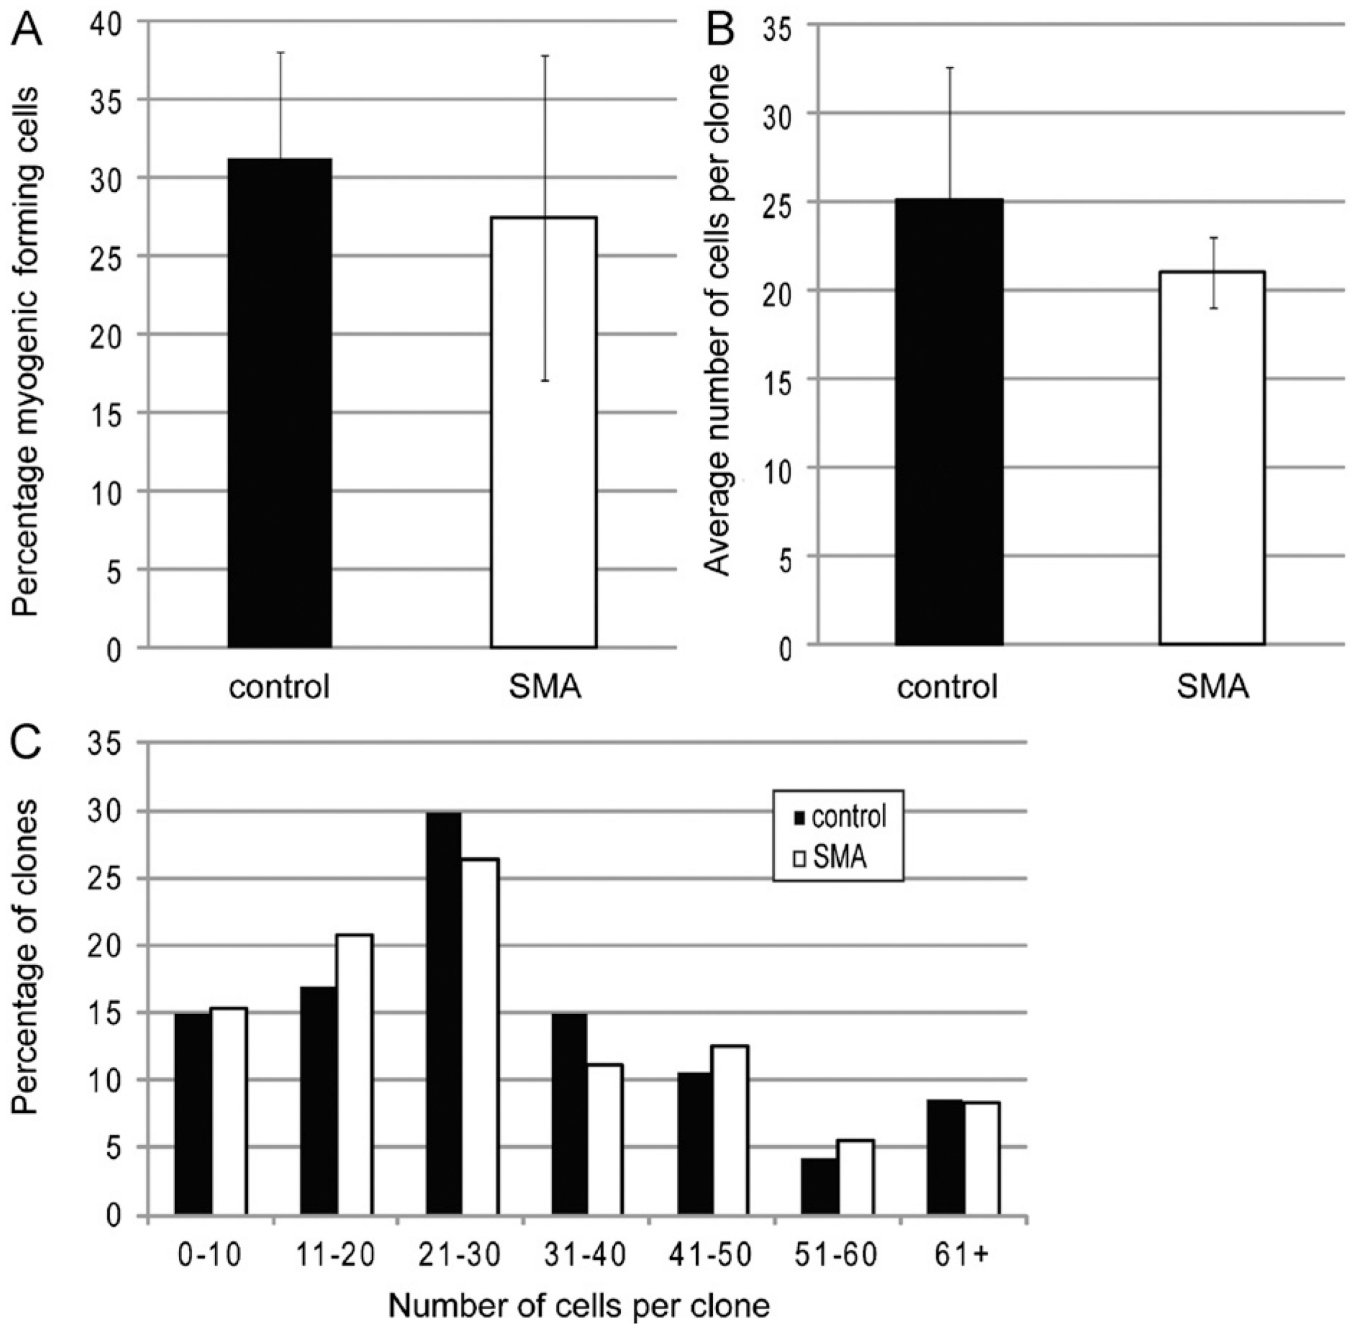 A
Percentage myogenic forming cells
40
35
30
25
20
15
10
5
0
control SMA
B
Average number of cells per clone
35
30
25
20
15
10
5
0
control SMA
C
Percentage of clones
35
30
25
20
15
10
5
0
control
SMA
0-10 11-20 21-30 31-40 41-50 51-60 61+
Number of cells per clone